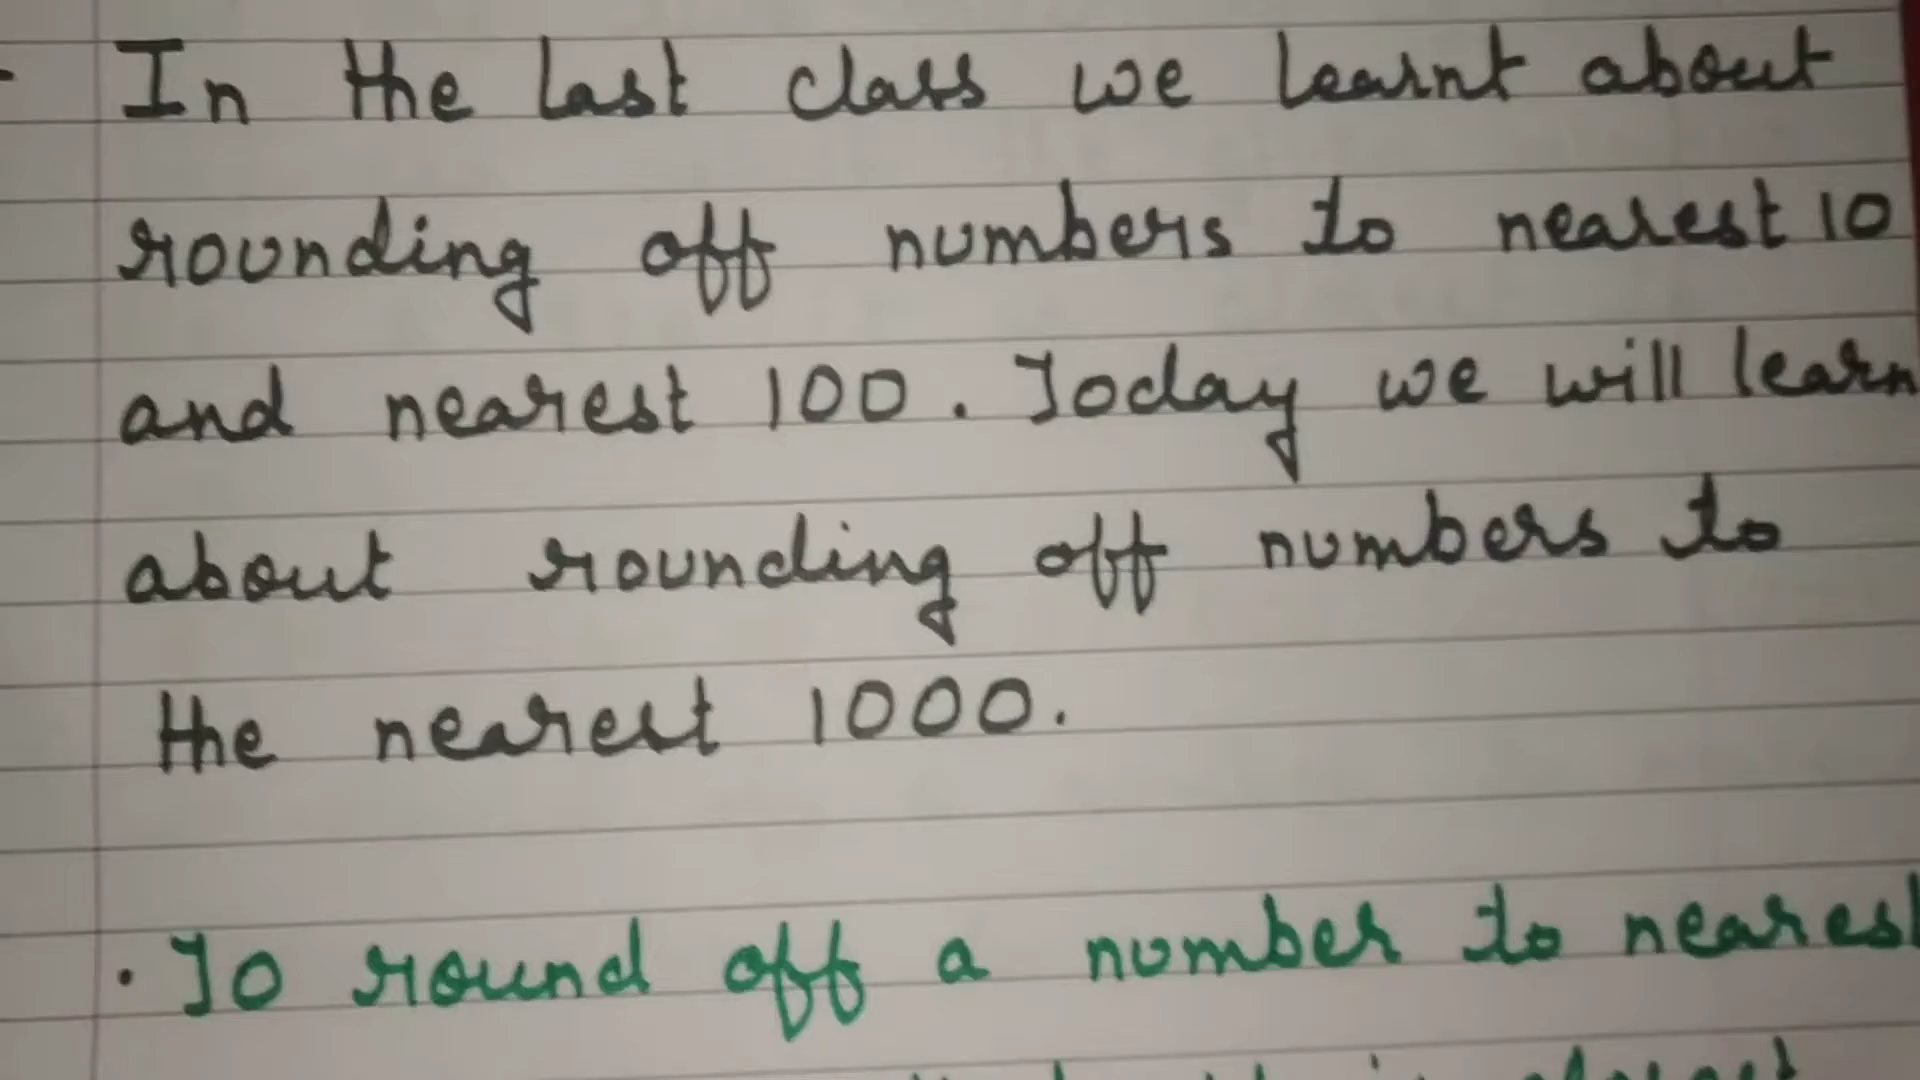 In the last class we learnt about
rounding off numbers to nearest 10
and nearest 100. Today we will learn
about rounding off numbers to
the nearest 1000.
· To round off a number to nearest